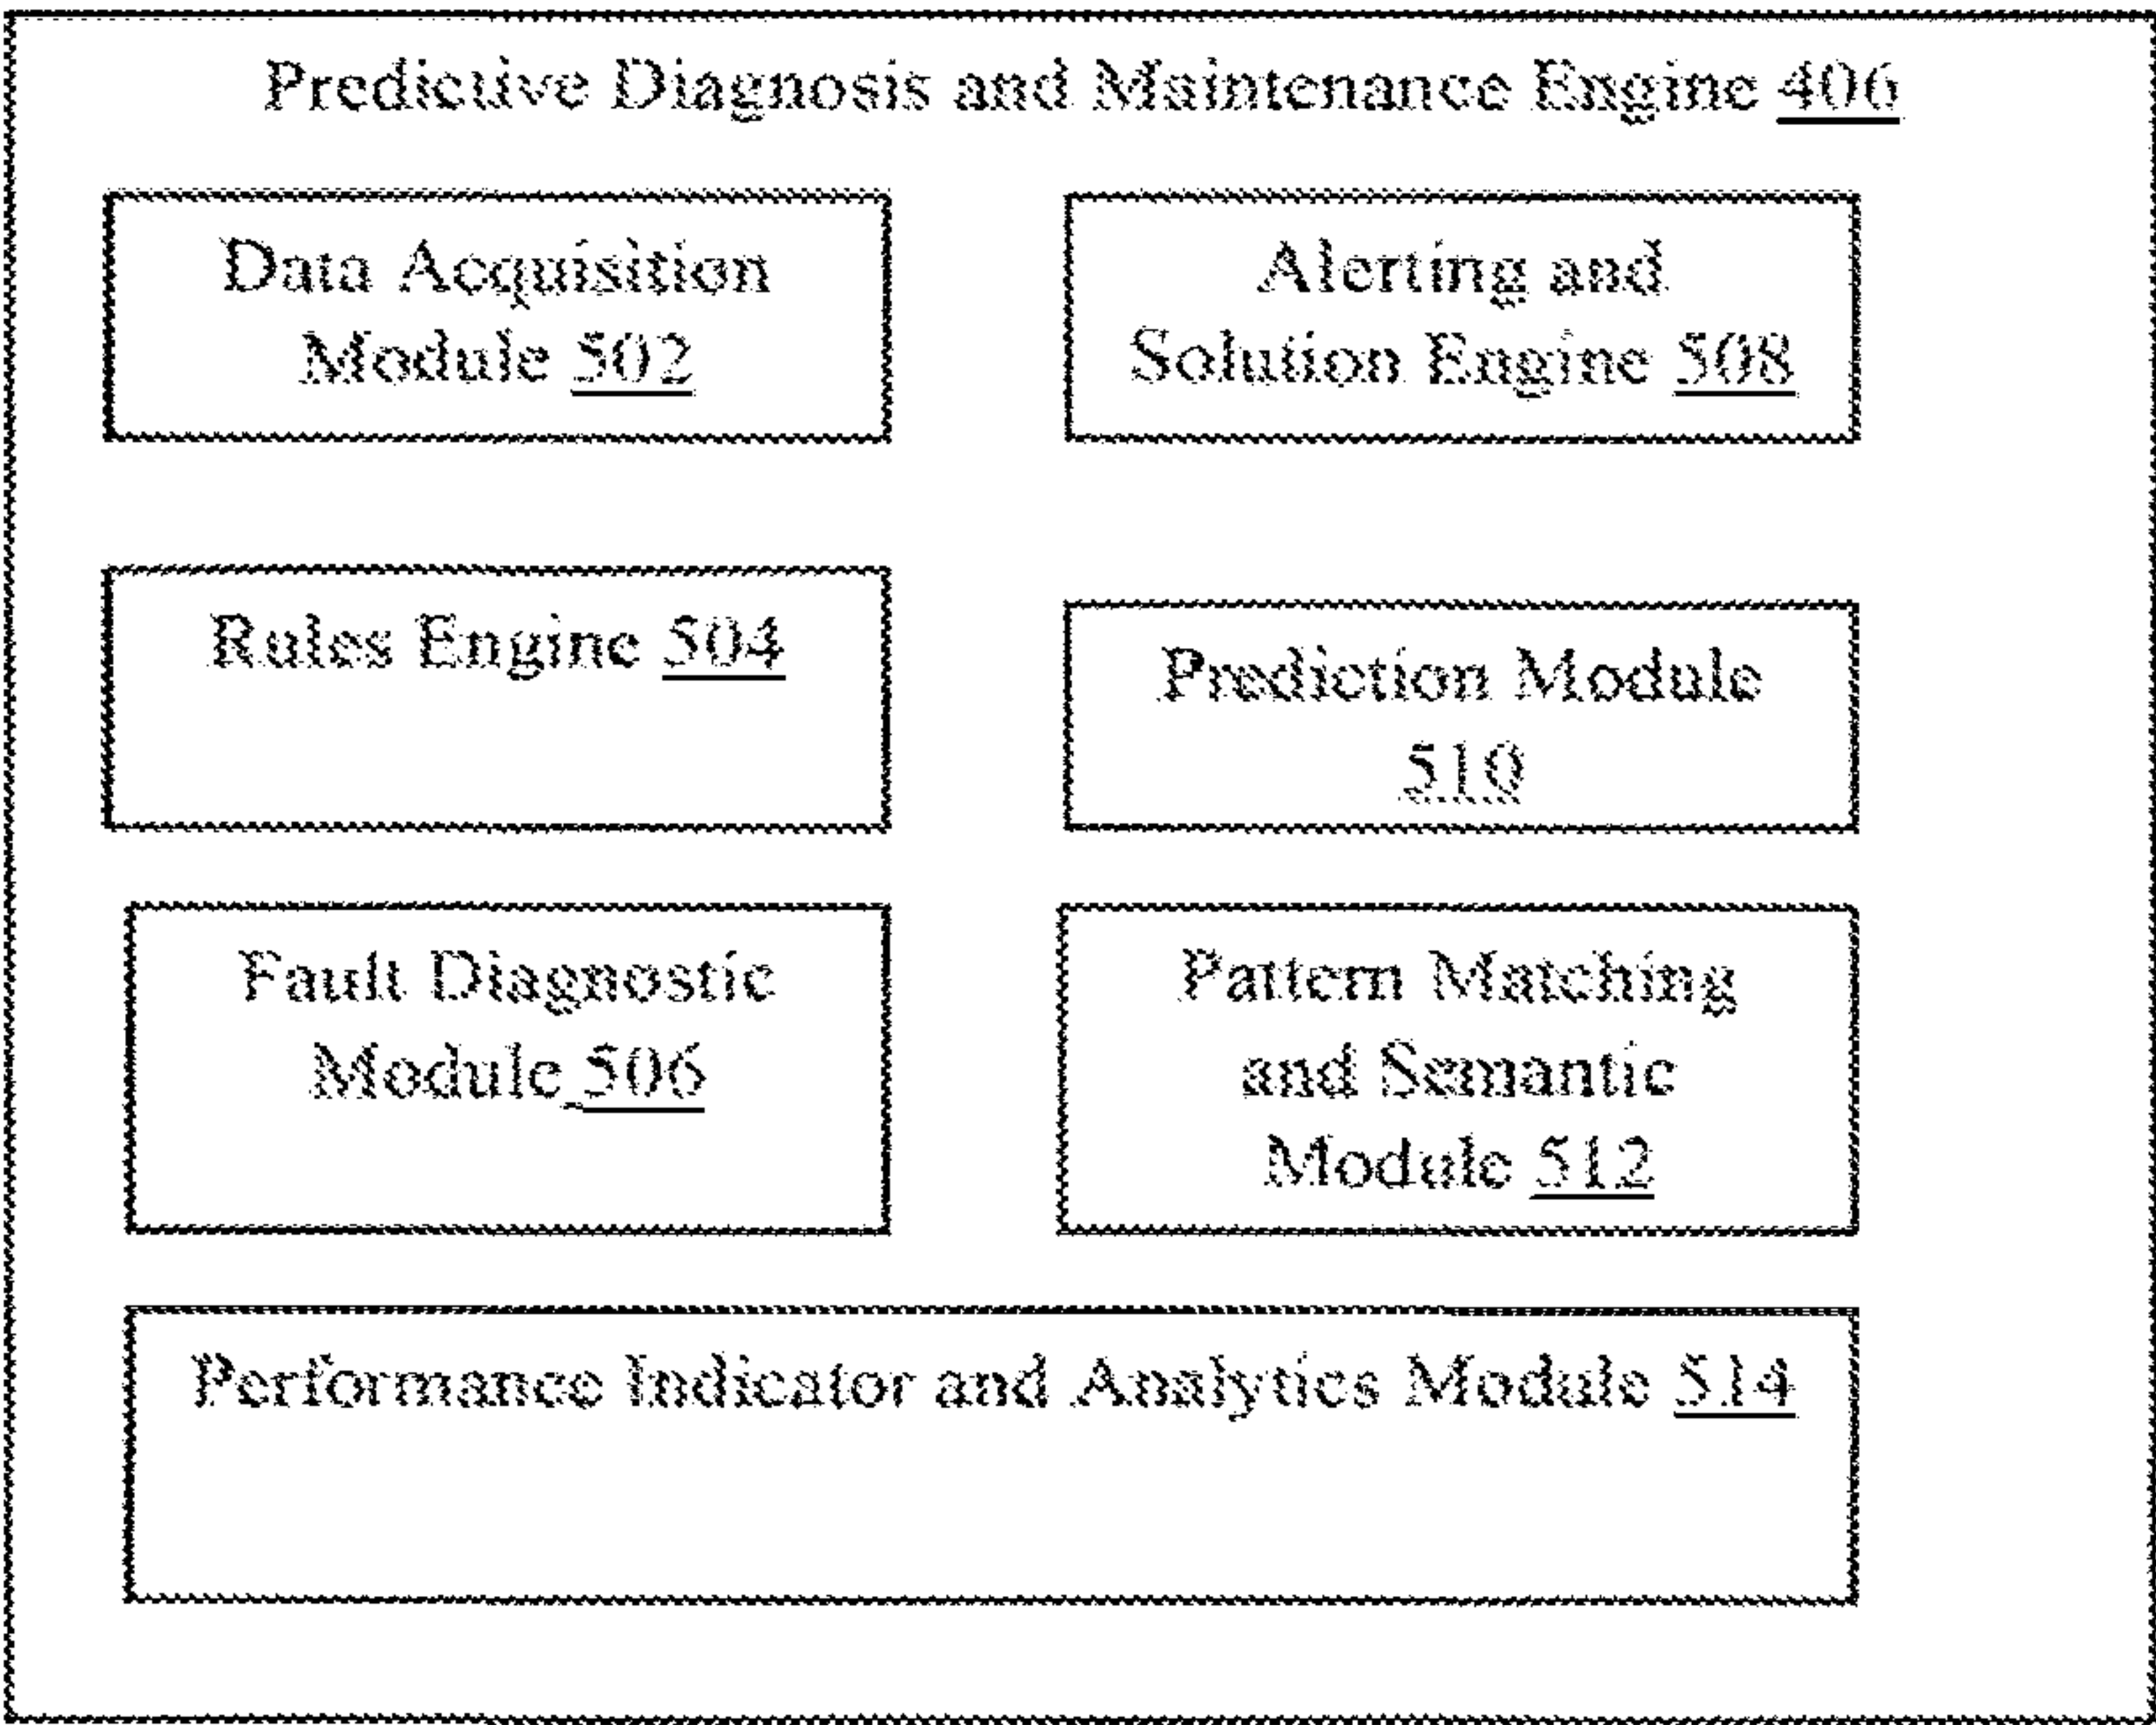 Predictive Diagnosis and Maintenance Engine 406
Data Acquisition
Module 502
Alerting and
Solution Engine 508
Rules Engine 504
Prediction Module
510
Fault Diagnostic
Module 506
Pattern Matching
and Semantic
Module 512
Performance Indicator and Analytics Module 514